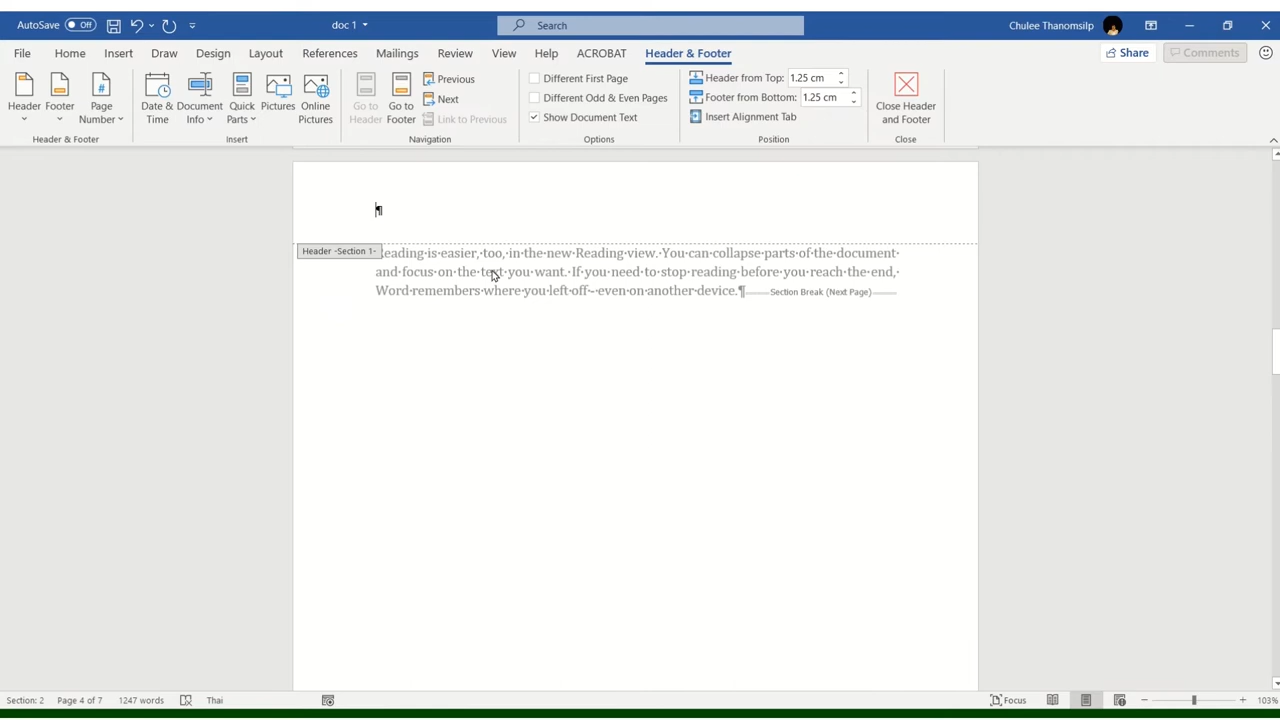 AutoSave Off doc 1 Search Chulee Thanomsilp
File Home Insert Draw Design Layout References Mailings Review View Help ACROBAT Header & Footer Share Comments
Header Footer Page Number Date & Time Document Info Quick Parts Pictures Online Pictures Go to Header Go to Footer
Previous
Next
Link to Previous
Different First Page
Different Odd & Even Pages
Show Document Text
Header from Top: 1.25 cm
Footer from Bottom: 1.25 cm
Insert Alignment Tab
Close Header and Footer
Header & Footer Insert Navigation Options Position Close
¶
Header -Section 1-
Reading·is·easier,·too,·in·the·new·Reading·view.·You·can·collapse·parts·of·the·document·
and·focus·on·the·text·you·want.·If·you·need·to·stop·reading·before·you·reach·the·end,·
Word·remembers·where·you·left·off·-·even·on·another·device.¶ Section Break (Next Page)
Section: 2 Page 4 of 7 1247 words Thai Focus 103%